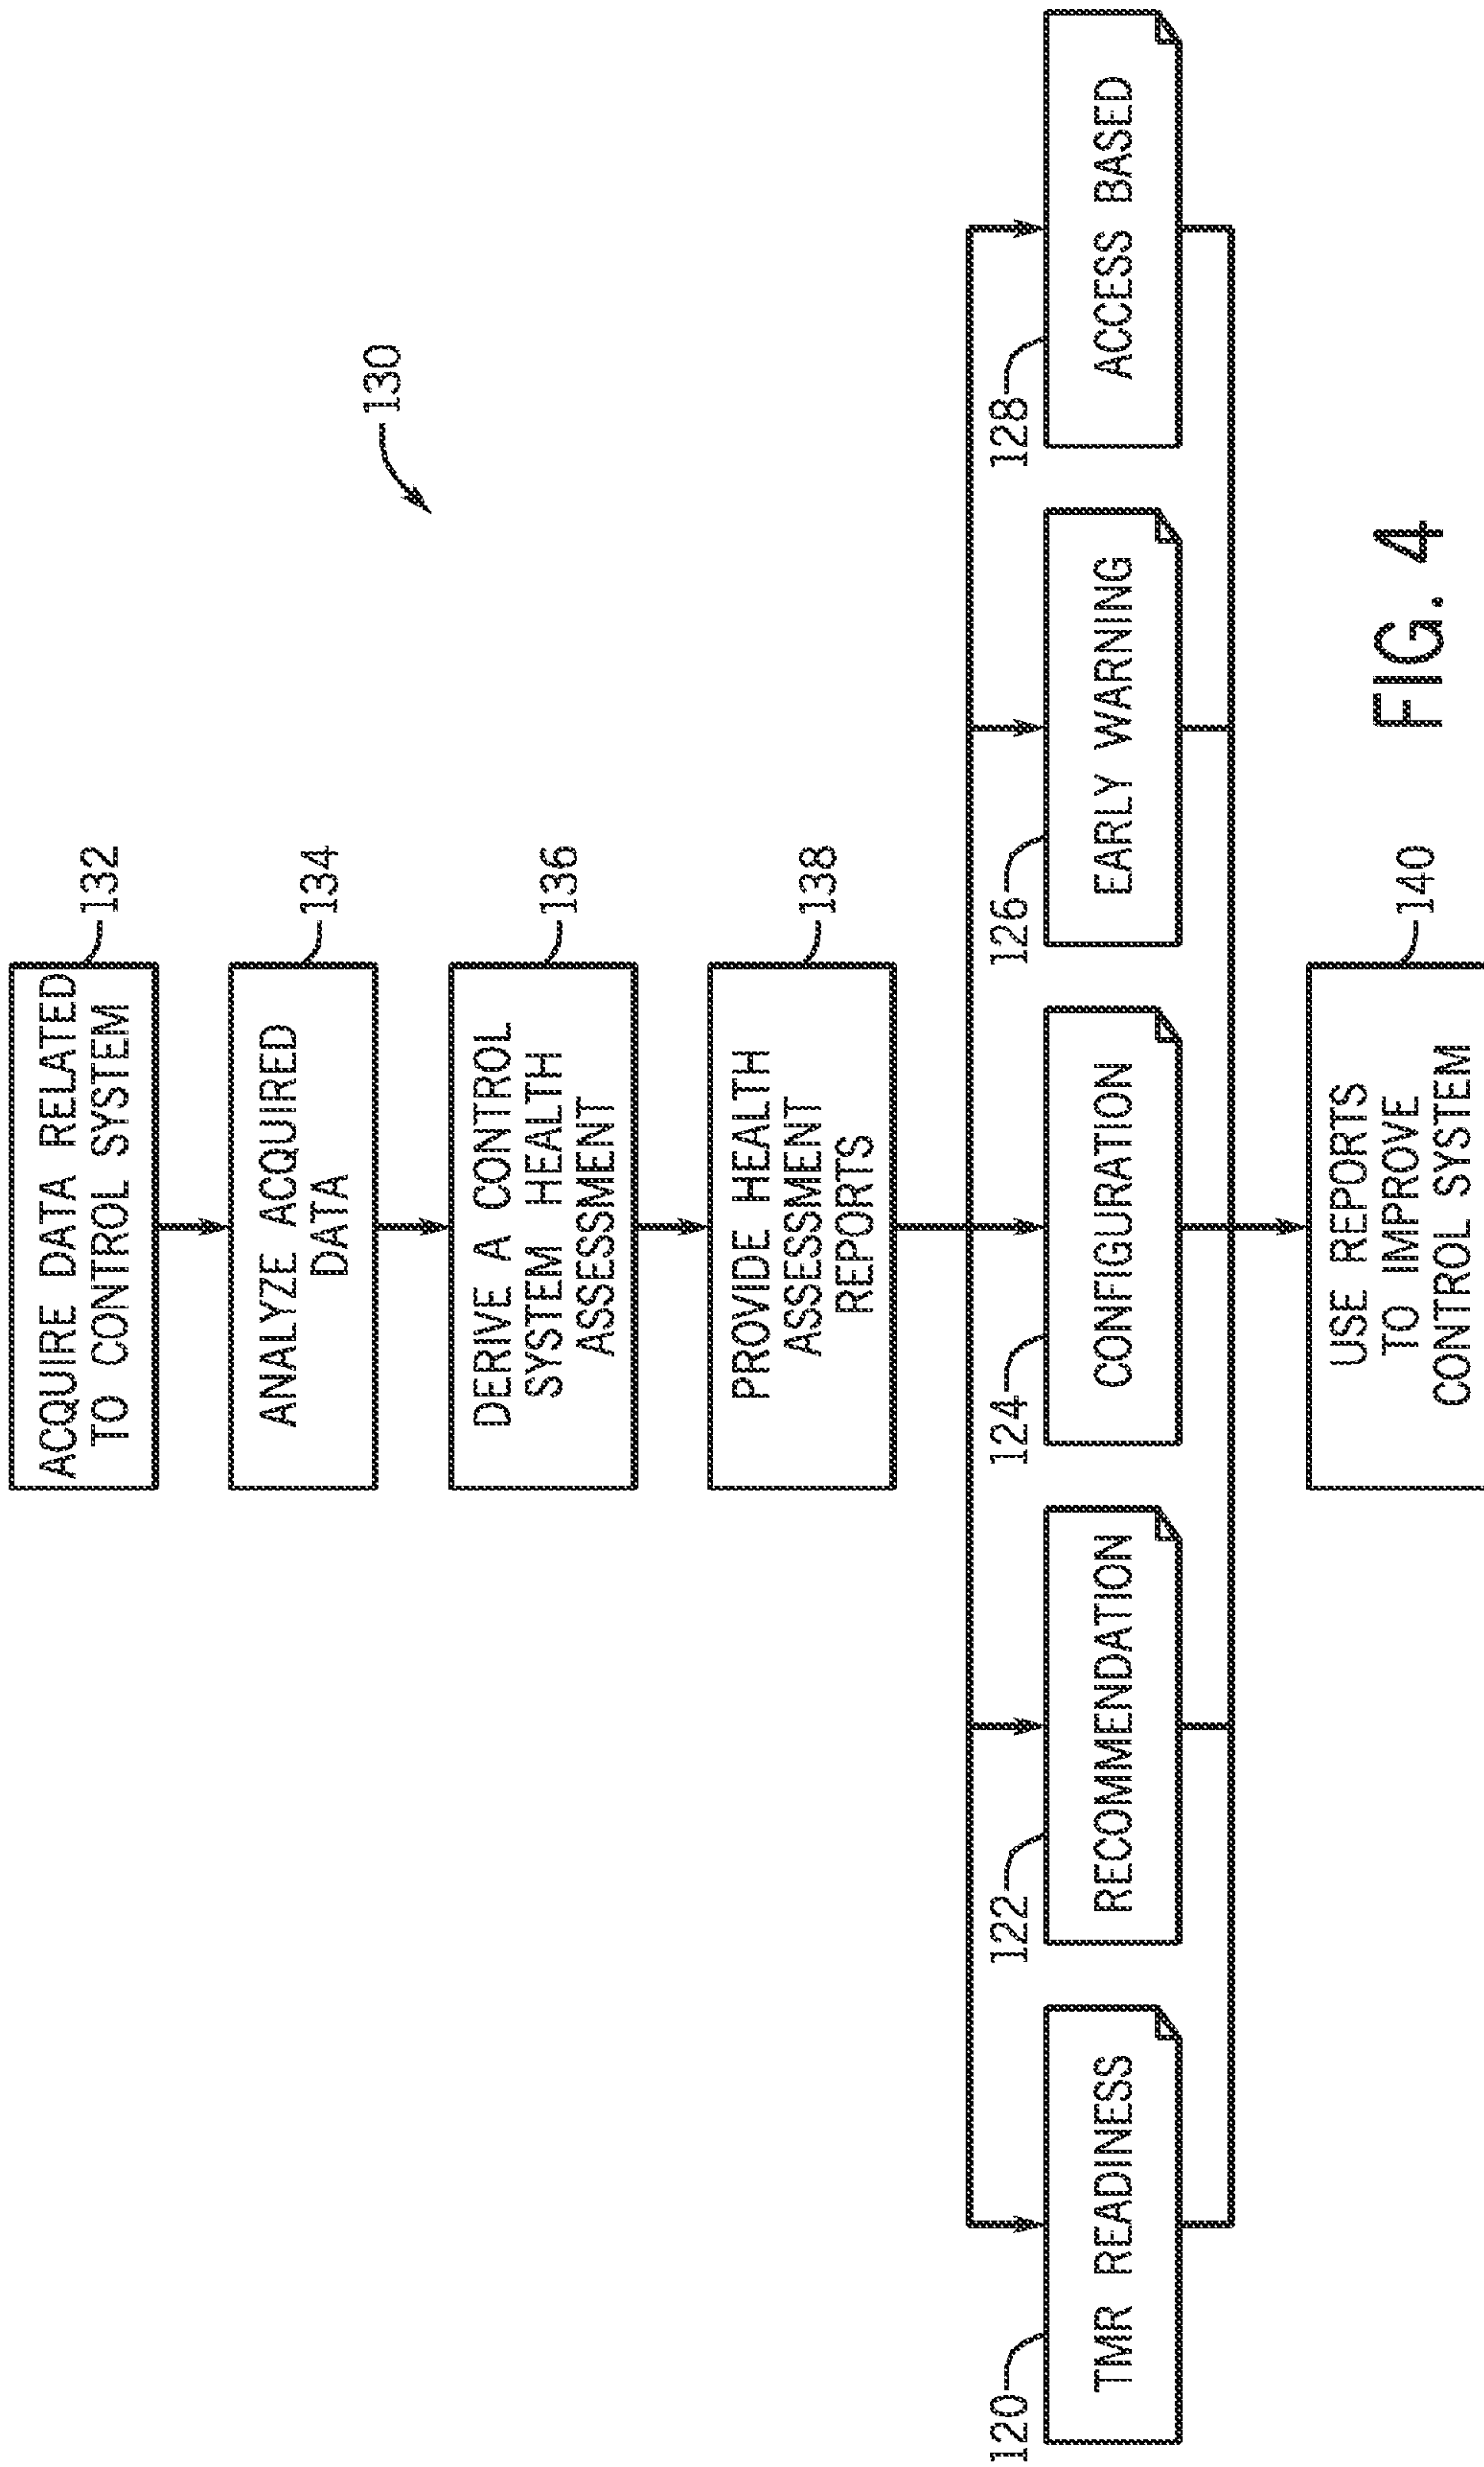 ACQUIRE DATA RELATED
TO CONTROL SYSTEM
132
ANALYZE ACQUIRED
DATA
134
130
DERIVE A CONTROL
SYSTEM HEALTH
ASSESSMENT
136
PROVIDE HEALTH
ASSESSMENT
REPORTS
138
120
TMR READINESS
122
RECOMMENDATION
124
CONFIGURATION
126
EARLY WARNING
128
ACCESS BASED
USE REPORTS
TO IMPROVE
CONTROL SYSTEM
140
FIG. 4